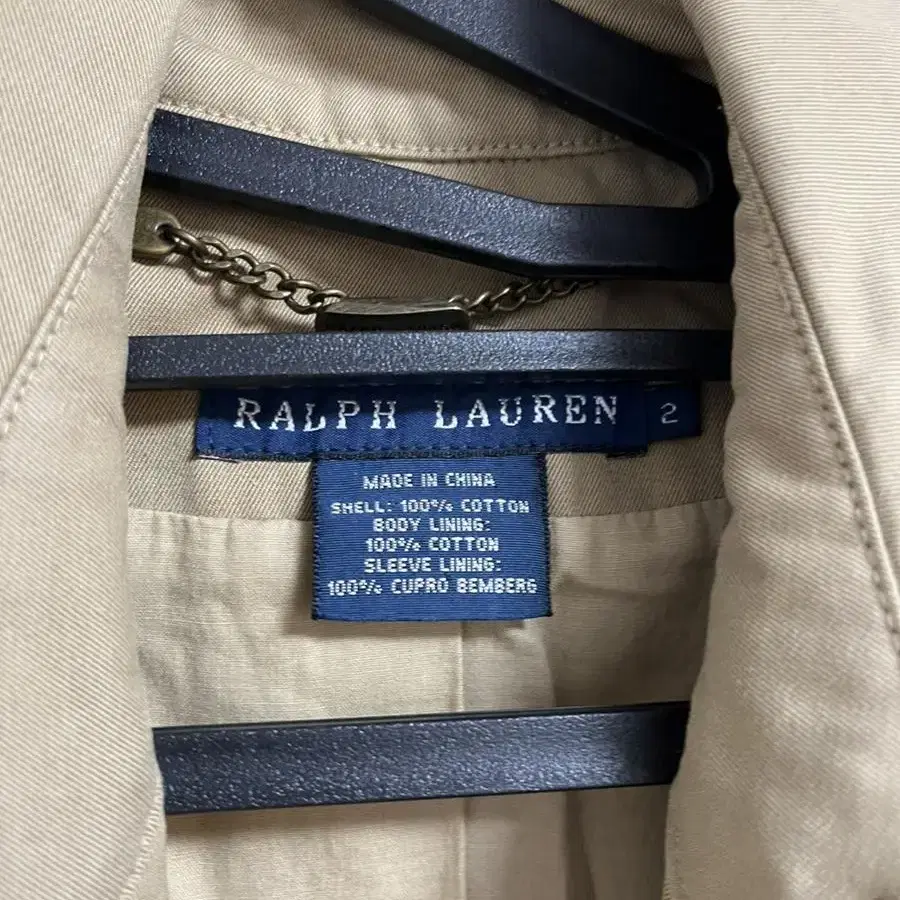 RALPH LAUREN 2
MADE IN CHINA
SHELL: 100% COTTON
BODY LINING:
100% COTTON
SLEEVE LINING:
100% CUPRO BEMBERG